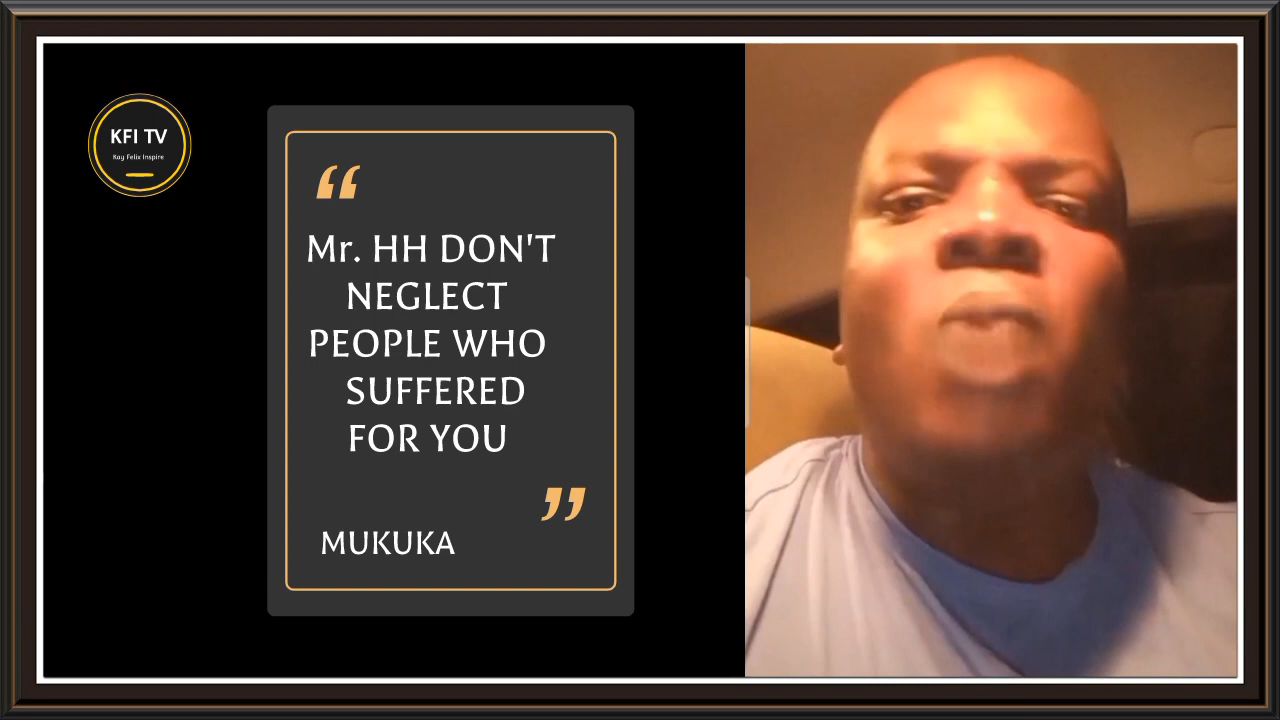 KFI TV
Kay Felix Inspire
“
Mr. HH DON'T
NEGLECT
PEOPLE WHO
SUFFERED
FOR YOU
”
MUKUKA